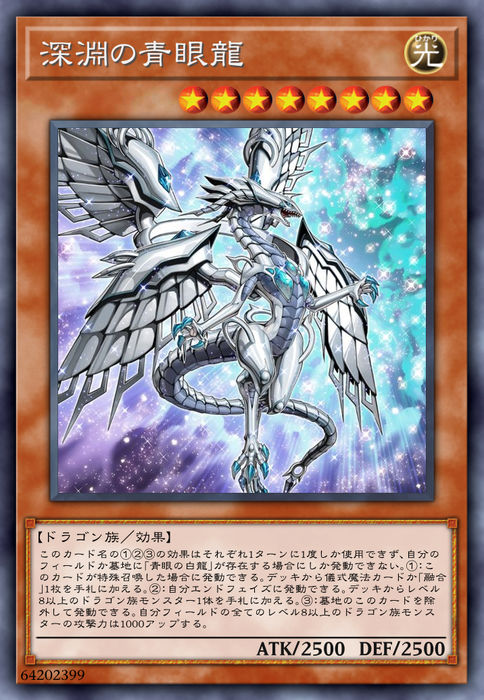 深淵の青眼龍
ひかり
光
【ドラゴン族/効果】
このカード名の①②③の効果はそれぞれ1ターンに1度しか使用できず、自分の
フィールドか墓地に「青眼の白龍」が存在する場合にしか発動できない。①:こ
のカードが特殊召喚した場合に発動できる。デッキから儀式魔法カードか「融合」
1枚を手札に加える。②:自分エンドフェイズに発動できる。デッキからレベル
8以上のドラゴン族モンスター1体を手札に加える。③:墓地のこのカードを除
外して発動できる。自分フィールドの全てのレベル8以上のドラゴン族モンス
ターの攻撃力は1000アップする。
ATK/2500 DEF/2500
64202399